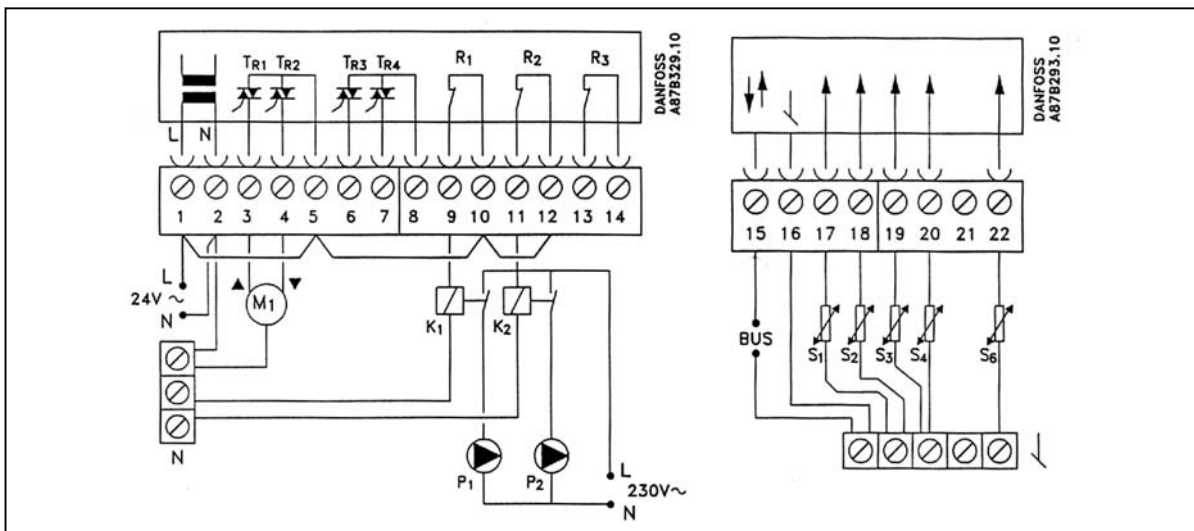 TR1 TR2 TR3 TR4 R1 R2 R3
L N
DANFOSS
A87B329.10
1 2 3 4 5 6 7 8 9 10 11 12 13 14
L
24V ~
N
M1
K1 K2
N
P1 P2
L
230V~
N
DANFOSS
A87B293.10
15 16 17 18 19 20 21 22
BUS
S1 S2 S3 S4 S6